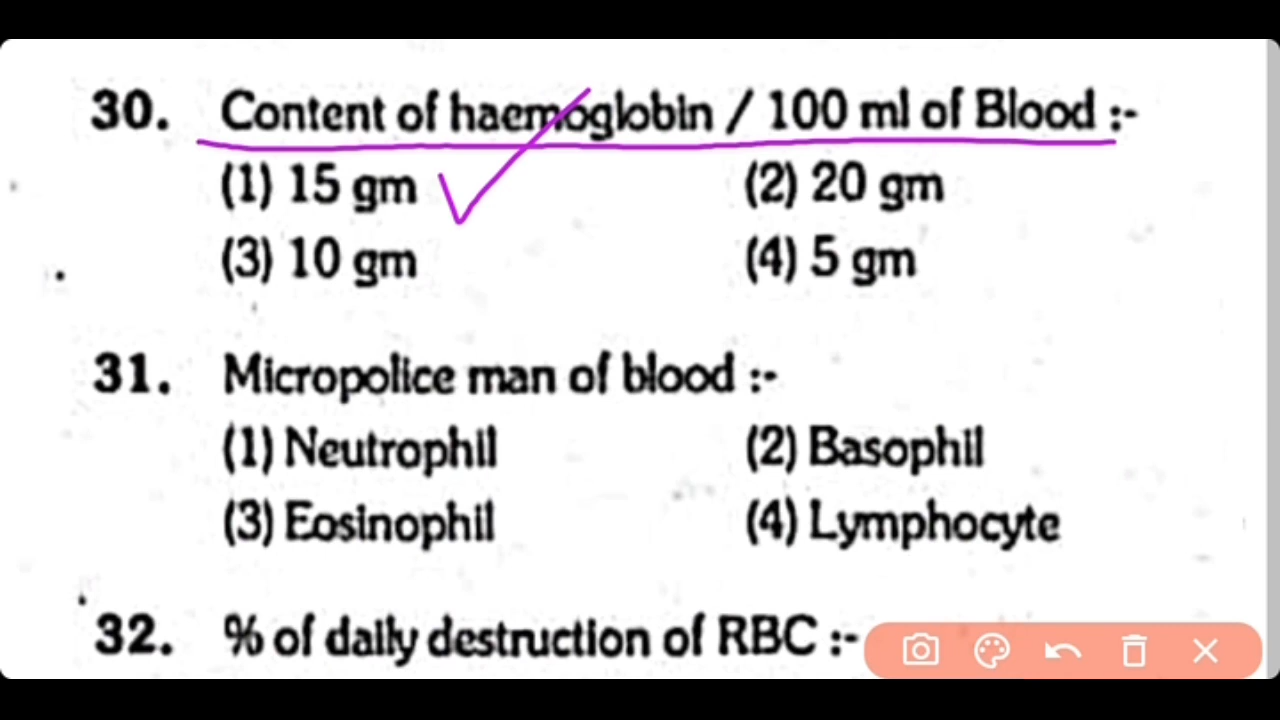 30. Content of haemoglobin / 100 ml of Blood :-
(1) 15 gm (2) 20 gm
(3) 10 gm (4) 5 gm
31. Micropolice man of blood :-
(1) Neutrophil (2) Basophil
(3) Eosinophil (4) Lymphocyte
32. % of daily destruction of RBC :-